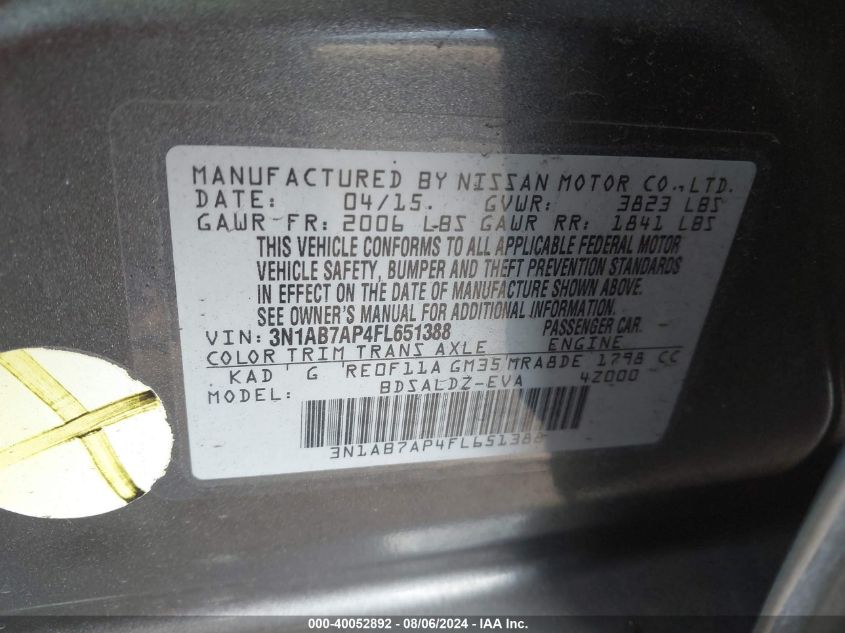 MANUFACTURED BY NISSAN MOTOR CO., LTD.
DATE: 04/15. GVWR: 3823 LBS
GAWR FR: 2006 LBS GAWR RR: 1841 LBS
THIS VEHICLE CONFORMS TO ALL APPLICABLE FEDERAL MOTOR
VEHICLE SAFETY, BUMPER AND THEFT PREVENTION STANDARDS
IN EFFECT ON THE DATE OF MANUFACTURE SHOWN ABOVE.
SEE OWNER'S MANUAL FOR ADDITIONAL INFORMATION.
VIN: 3N1AB7AP4FL651388 PASSENGER CAR.
COLOR TRIM TRANS AXLE ENGINE
KAD G RE0F11A GM35 MRA8DE 1798 CC
MODEL: BDSALDZ-EVA 4Z000
3N1AB7AP4FL651388
000-40052892 - 08/06/2024 - IAA Inc.